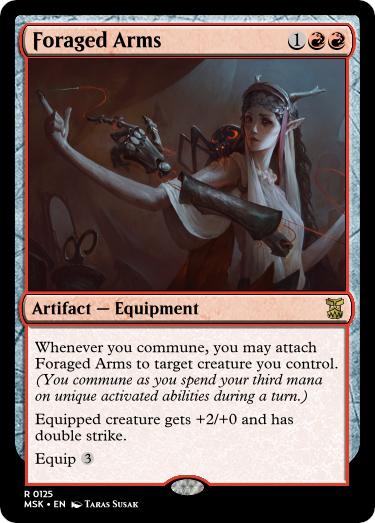 Foraged Arms 1
Artifact — Equipment
Whenever you commune, you may attach
Foraged Arms to target creature you control.
(You commune as you spend your third mana
on unique activated abilities during a turn.)
Equipped creature gets +2/+0 and has
double strike.
Equip 3
R 0125
MSK • EN Taras Susak